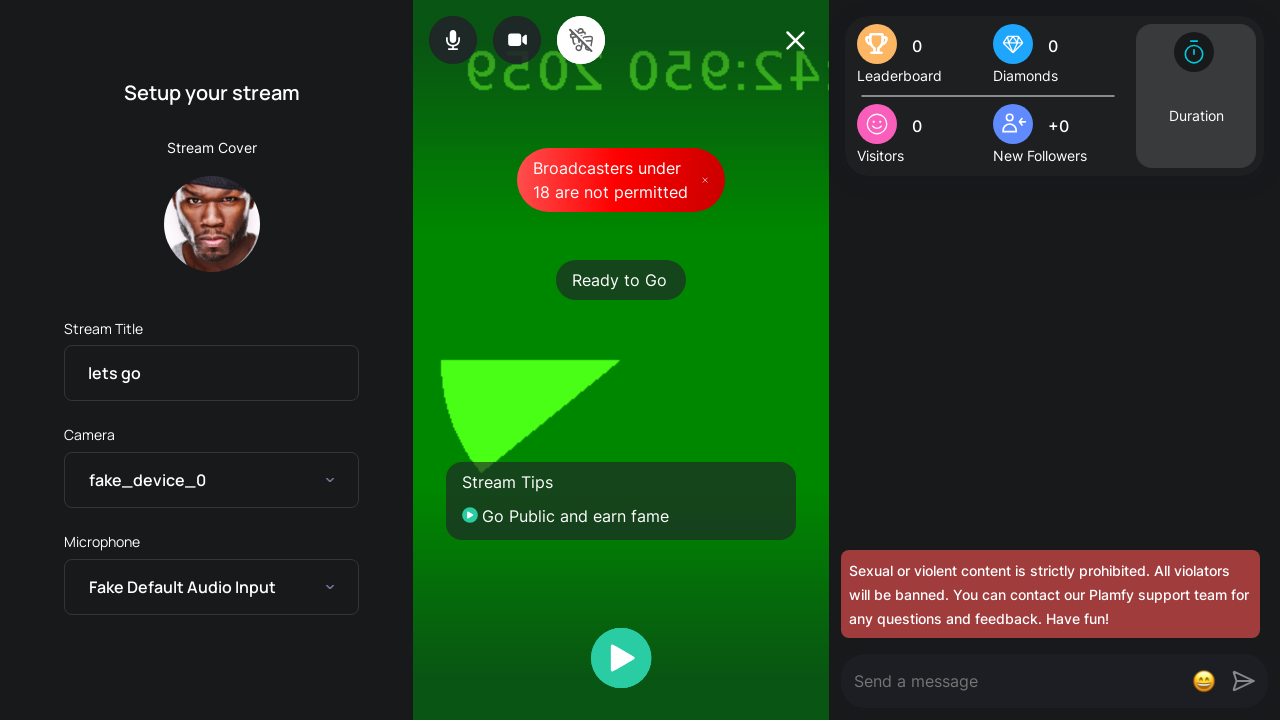 Setup your stream
Stream Cover
Stream Title
lets go
Camera
fake_device_0
Microphone
Fake Default Audio Input
42:950 2059
Broadcasters under
18 are not permitted
Ready to Go
Stream Tips
Go Public and earn fame
0
Leaderboard
0
Diamonds
0
Visitors
+0
New Followers
Duration
Sexual or violent content is strictly prohibited. All violators
will be banned. You can contact our Plamfy support team for
any questions and feedback. Have fun!
Send a message